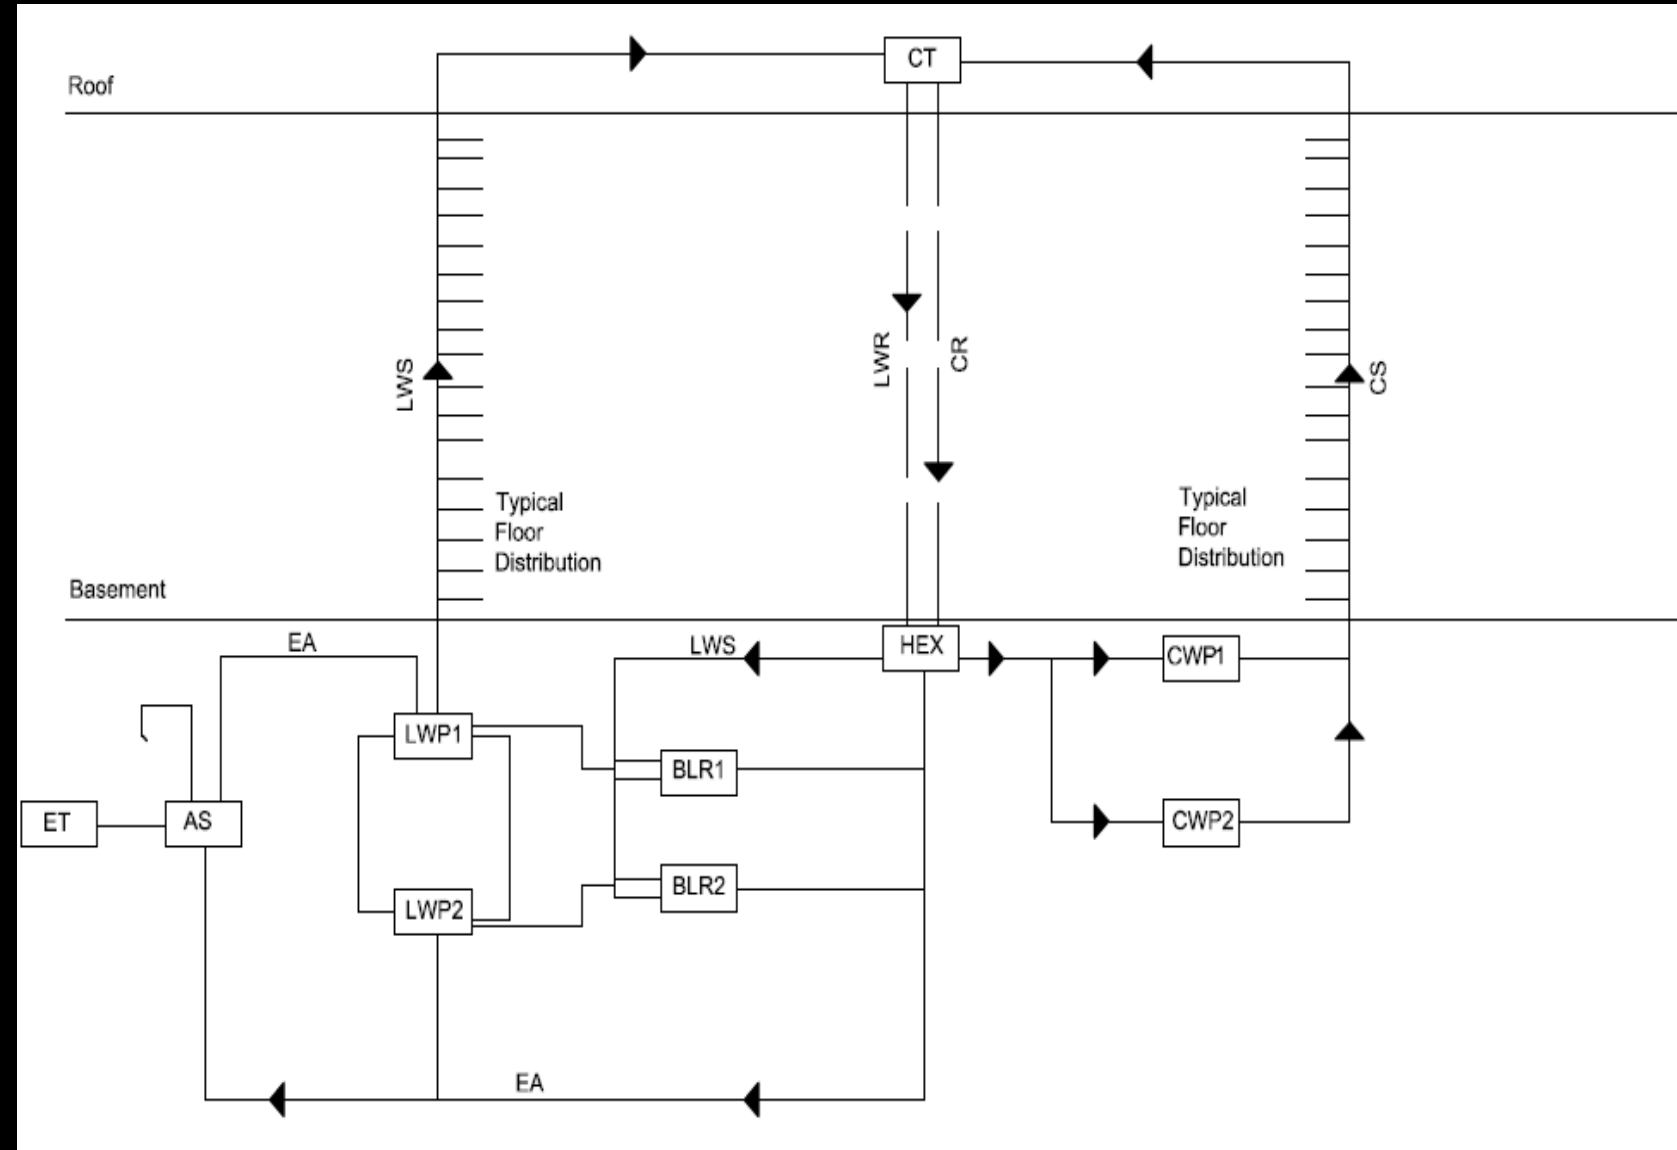 CT
Roof
LWR
CR
LWS
CS
Typical
Floor
Distribution
Typical
Floor
Distribution
Basement
EA
LWS
HEX
CWP1
LWP1
BLR1
ET
AS
CWP2
BLR2
LWP2
EA